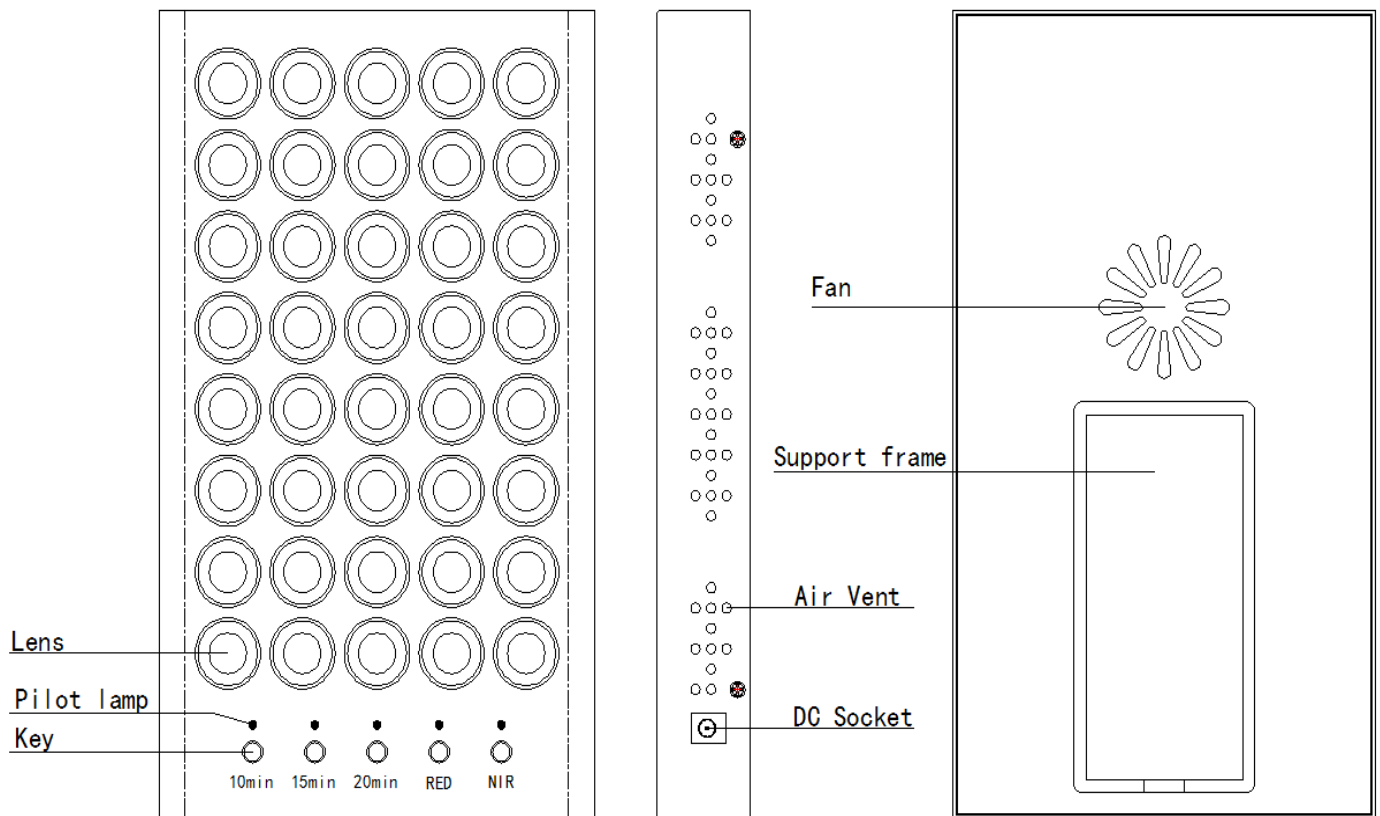 Lens
Pilot lamp
Key
10min 15min 20min RED NIR
Air Vent
DC Socket
Fan
Support frame